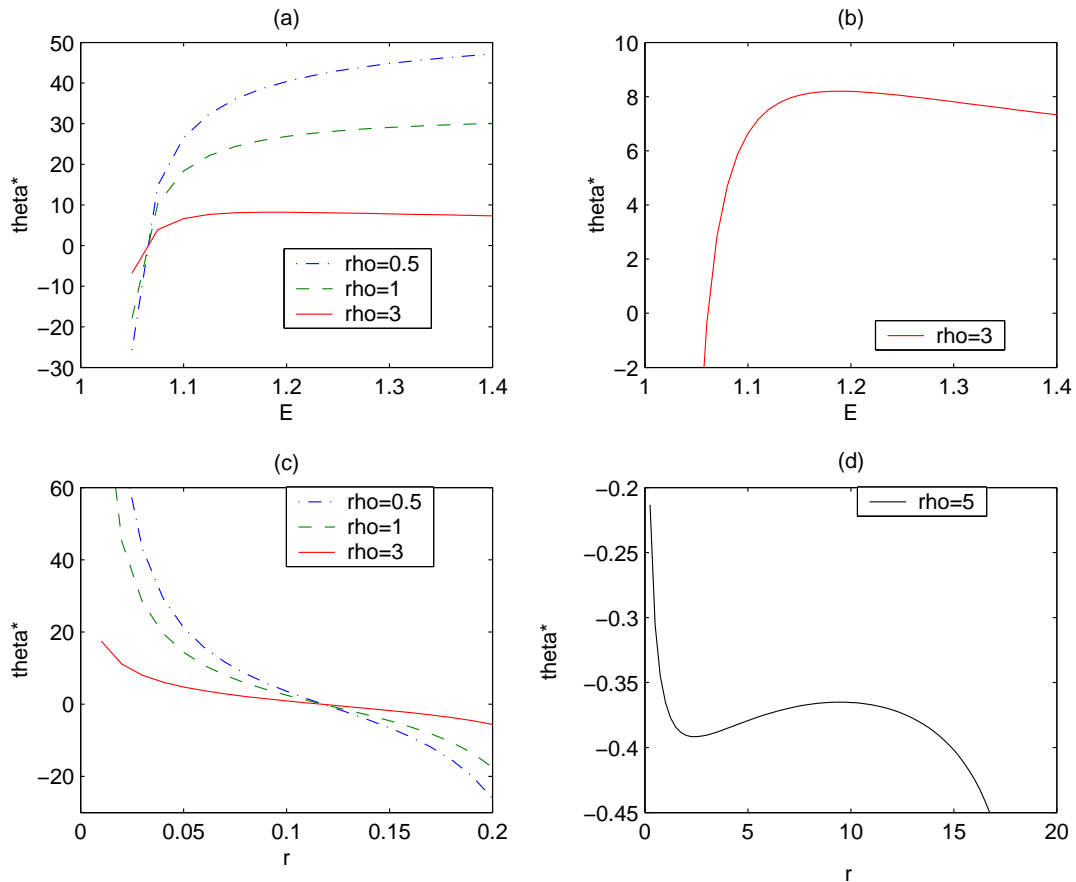 (a)
50
40
30
20
10
0
−10
−20
−30
theta*
rho=0.5
rho=1
rho=3
1
1.1
1.2
1.3
1.4
E
(b)
10
8
6
4
2
0
−2
theta*
rho=3
1
1.1
1.2
1.3
1.4
E
(c)
60
40
20
0
−20
theta*
rho=0.5
rho=1
rho=3
0
0.05
0.1
0.15
0.2
r
(d)
−0.2
−0.25
−0.3
−0.35
−0.4
−0.45
theta*
rho=5
0
5
10
15
20
r